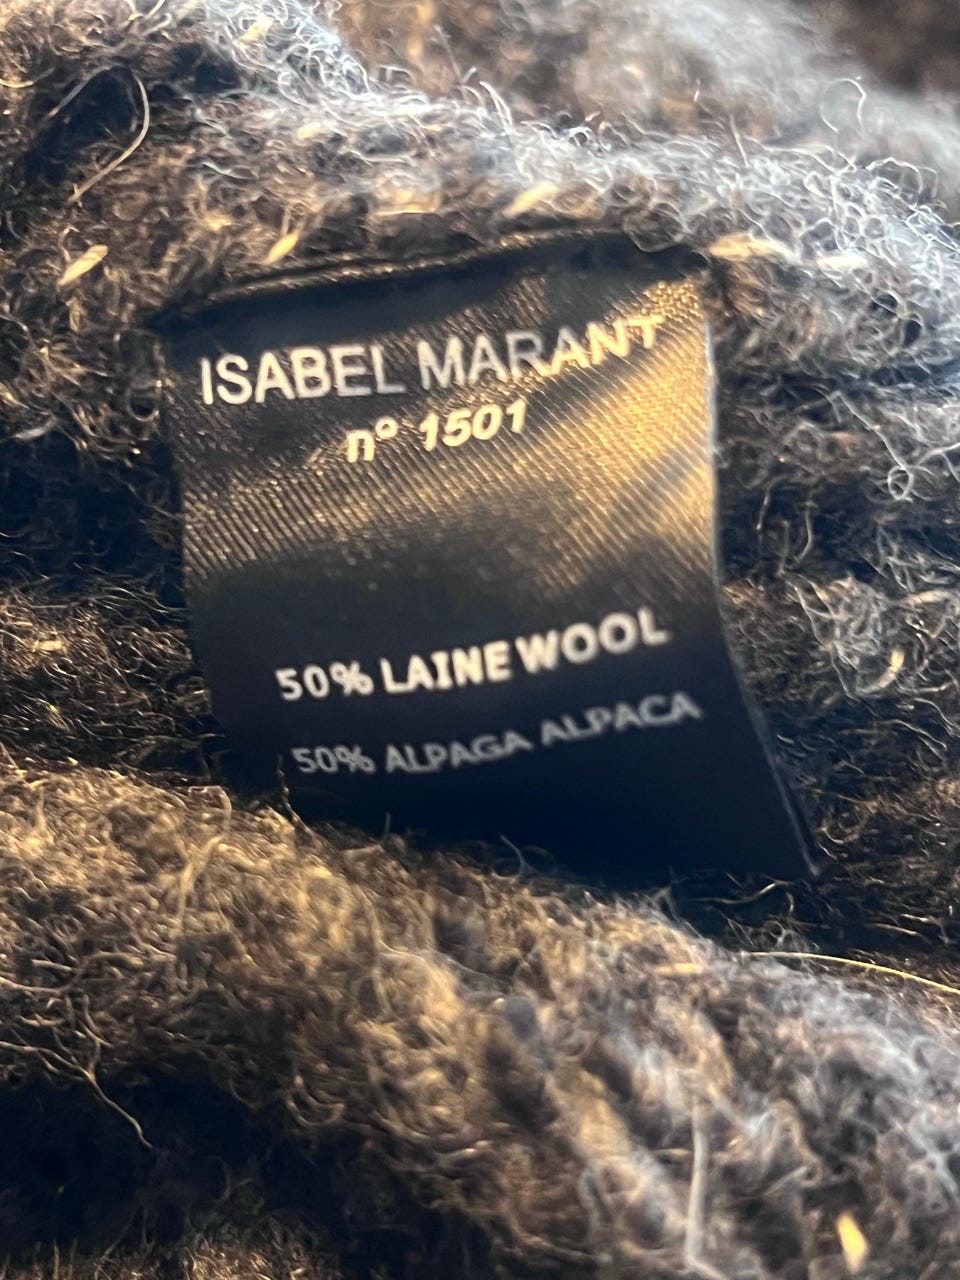 ISABEL MARANT
n° 1501
50% LAINE WOOL
50% ALPAGA ALPACA